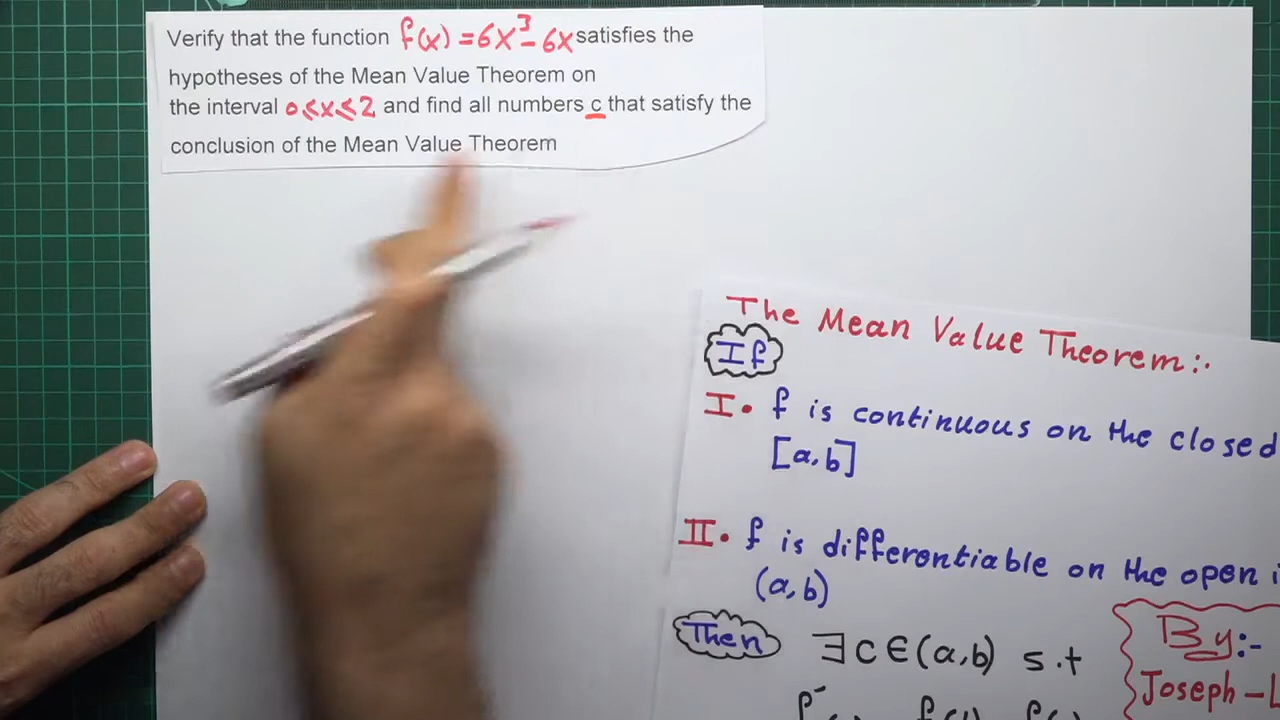 Verify that the function f(x) = 6x³ - 6x satisfies the
hypotheses of the Mean Value Theorem on
the interval 0 ≤ x ≤ 2 and find all numbers c that satisfy the
conclusion of the Mean Value Theorem
The Mean Value Theorem:.
If
I. f is continuous on the closed
[a,b]
II. f is differentiable on the open
(a,b)
Then ∃ c ∈ (a,b) s.t
By:-
Joseph-